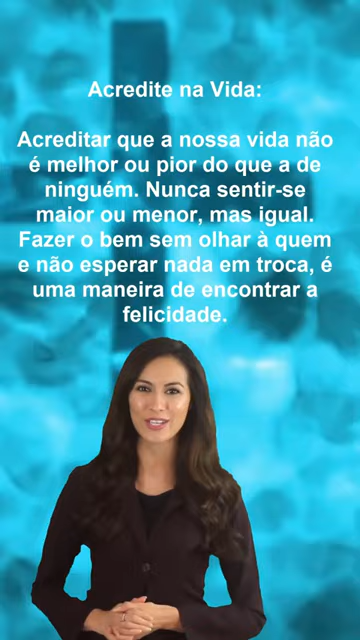 Acredite na Vida:
Acreditar que a nossa vida não
é melhor ou pior do que a de
ninguém. Nunca sentir-se
maior ou menor, mas igual.
Fazer o bem sem olhar à quem
e não esperar nada em troca, é
uma maneira de encontrar a
felicidade.